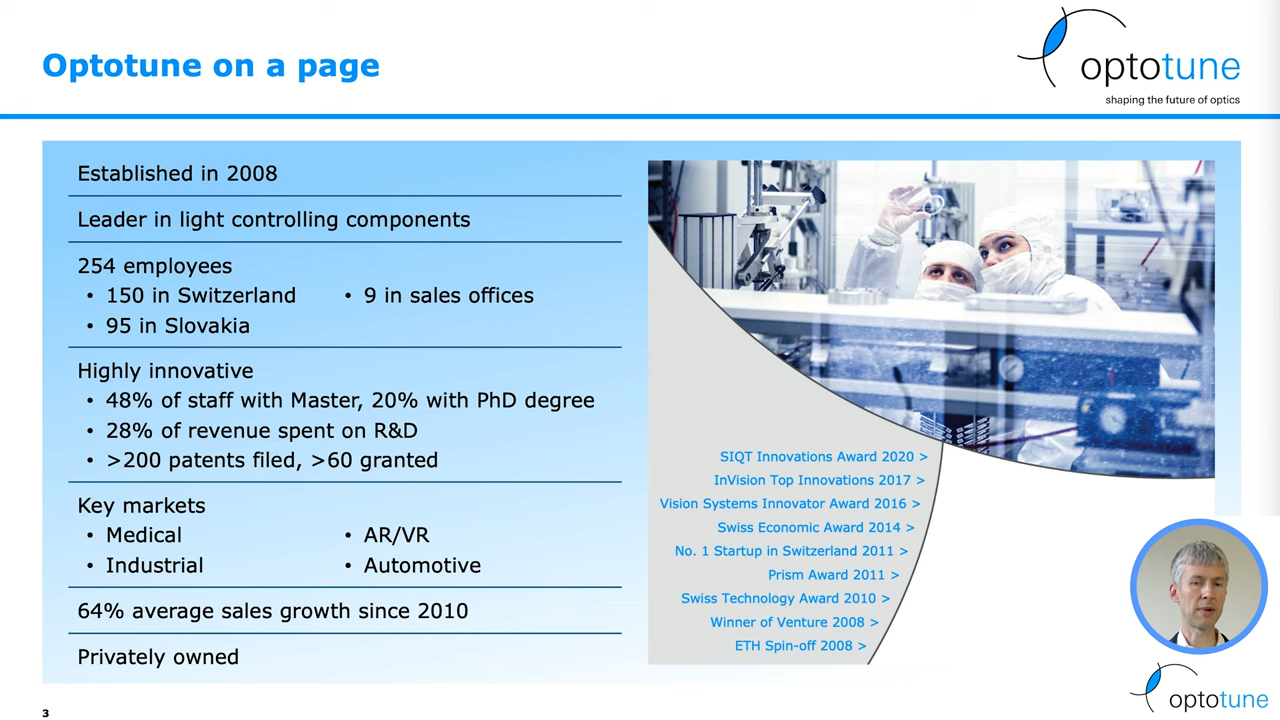 Optotune on a page
optotune
shaping the future of optics
Established in 2008
Leader in light controlling components
254 employees
• 150 in Switzerland • 9 in sales offices
• 95 in Slovakia
Highly innovative
• 48% of staff with Master, 20% with PhD degree
• 28% of revenue spent on R&D
• >200 patents filed, >60 granted
Key markets
• Medical • AR/VR
• Industrial • Automotive
64% average sales growth since 2010
Privately owned
SIQT Innovations Award 2020 >
InVision Top Innovations 2017 >
Vision Systems Innovator Award 2016 >
Swiss Economic Award 2014 >
No. 1 Startup in Switzerland 2011 >
Prism Award 2011 >
Swiss Technology Award 2010 >
Winner of Venture 2008 >
ETH Spin-off 2008 >
optotune
3